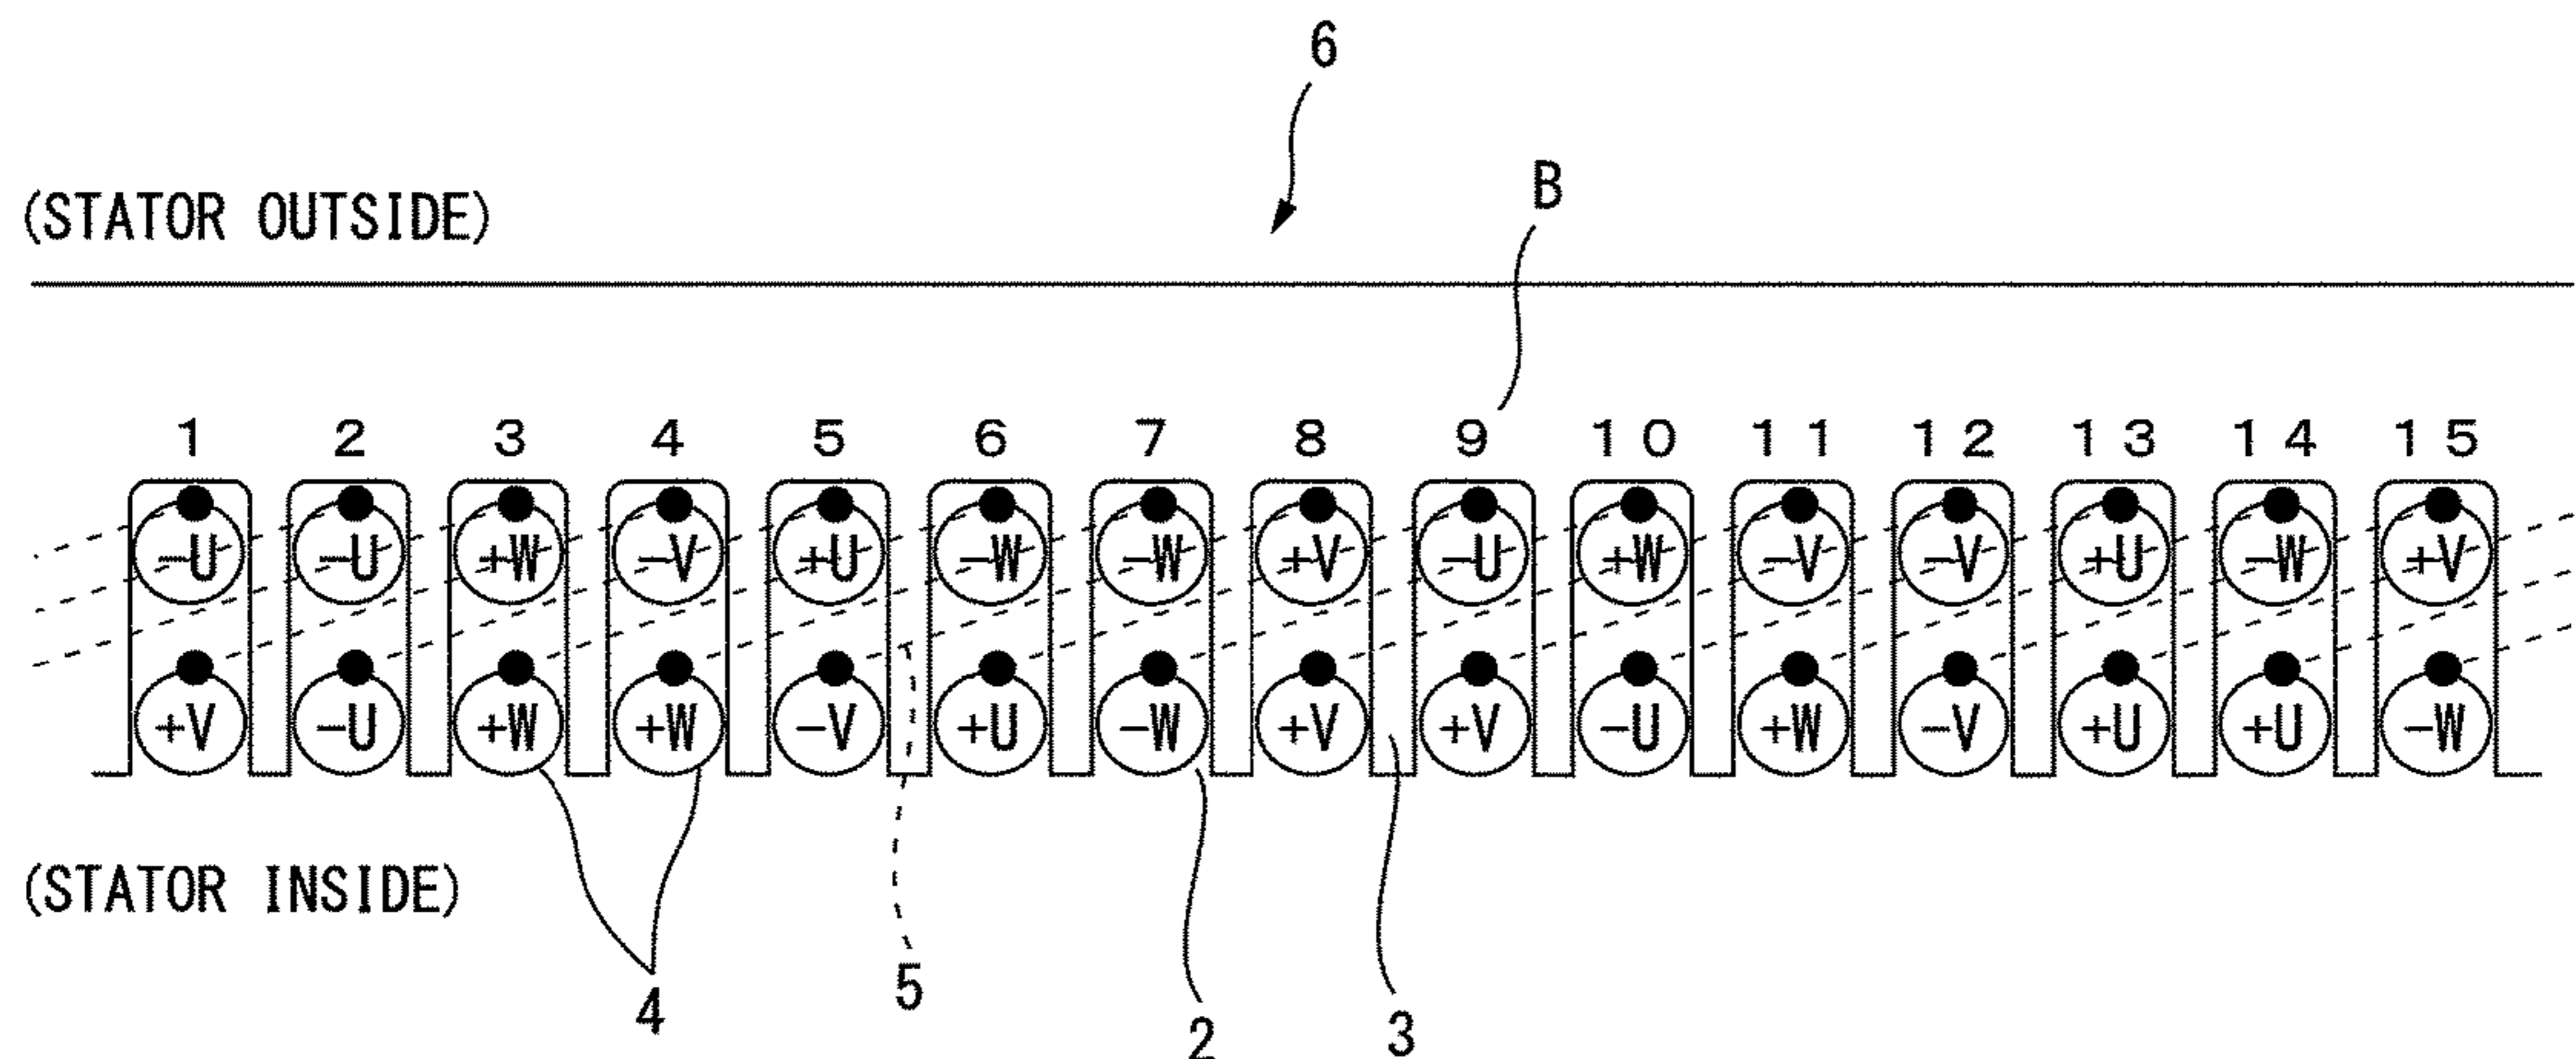 6
B
(STATOR OUTSIDE)
1 2 3 4 5 6 7 8 9 10 11 12 13 14 15
-U -U +W -V +U -W -W +V -U +W -V -V +U -W +V
+V -U +W +W -V +U -W +V +V -U +W -V +U +U -W
(STATOR INSIDE)
4 5 2 3